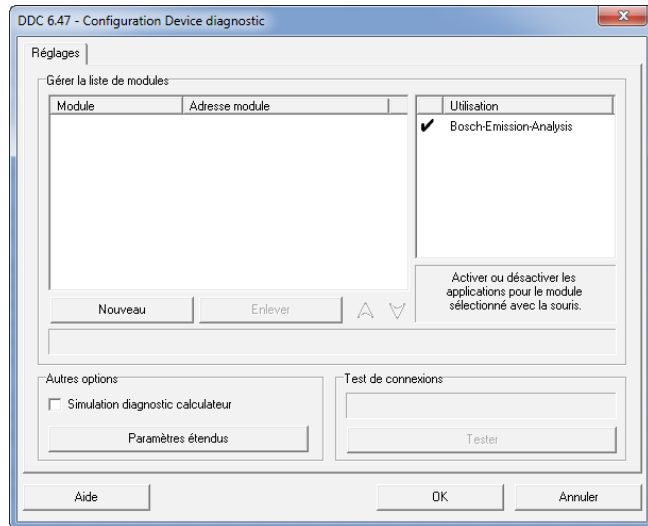 DDC 6.47 - Configuration Device diagnostic
Réglages
Gérer la liste de modules
Module Adresse module
Utilisation
Bosch-Emission-Analysis
Activer ou désactiver les
applications pour le module
sélectionné avec la souris.
Nouveau Enlever
Autres options
Simulation diagnostic calculateur
Paramètres étendus
Test de connexions
Tester
Aide OK Annuler